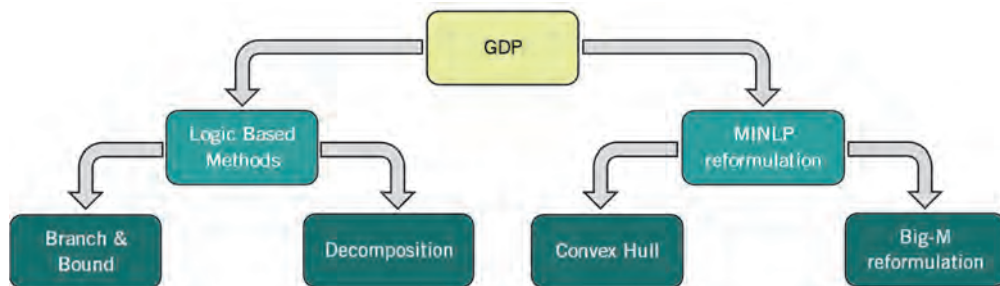 GDP
Logic Based
Methods
MINLP
reformulation
Branch &
Bound
Decomposition
Convex Hull
Big-M
reformulation